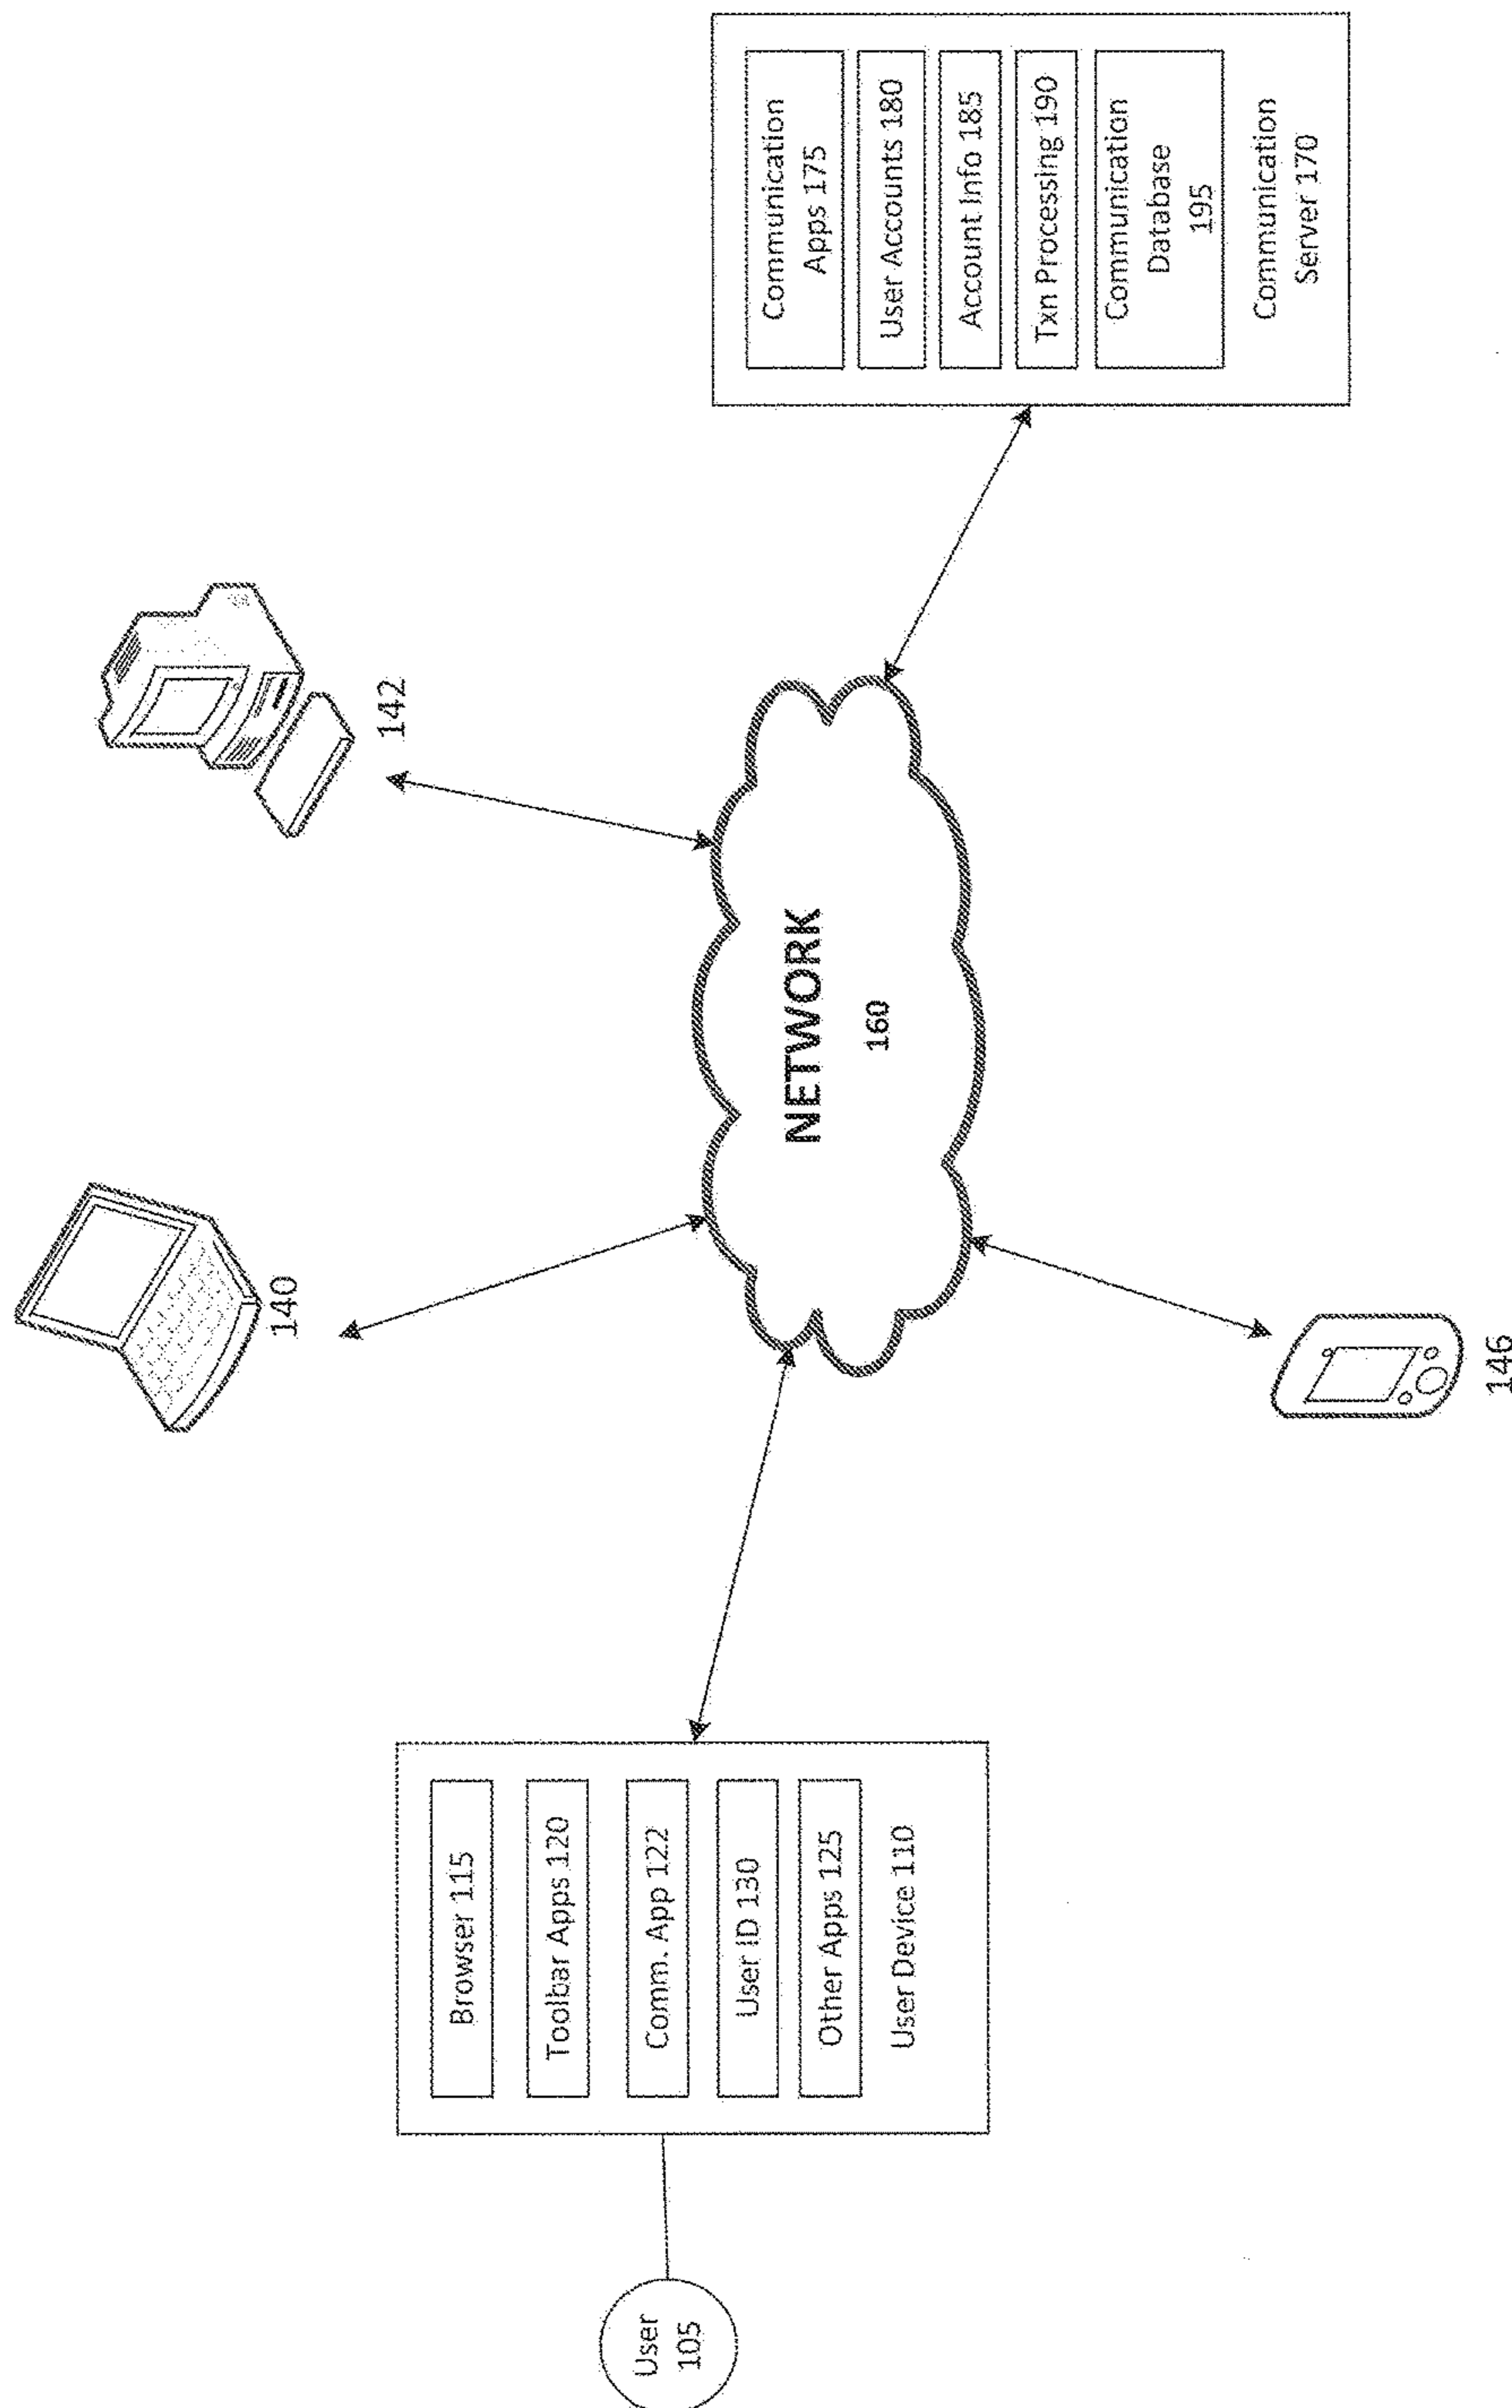 User
105
Browser 115
Toolbar Apps 120
Comm. App 122
User ID 130
Other Apps 125
User Device 110
140
142
NETWORK
160
146
Communication
Apps 175
User Accounts 180
Account Info 185
Txn Processing 190
Communication
Database
195
Communication
Server 170